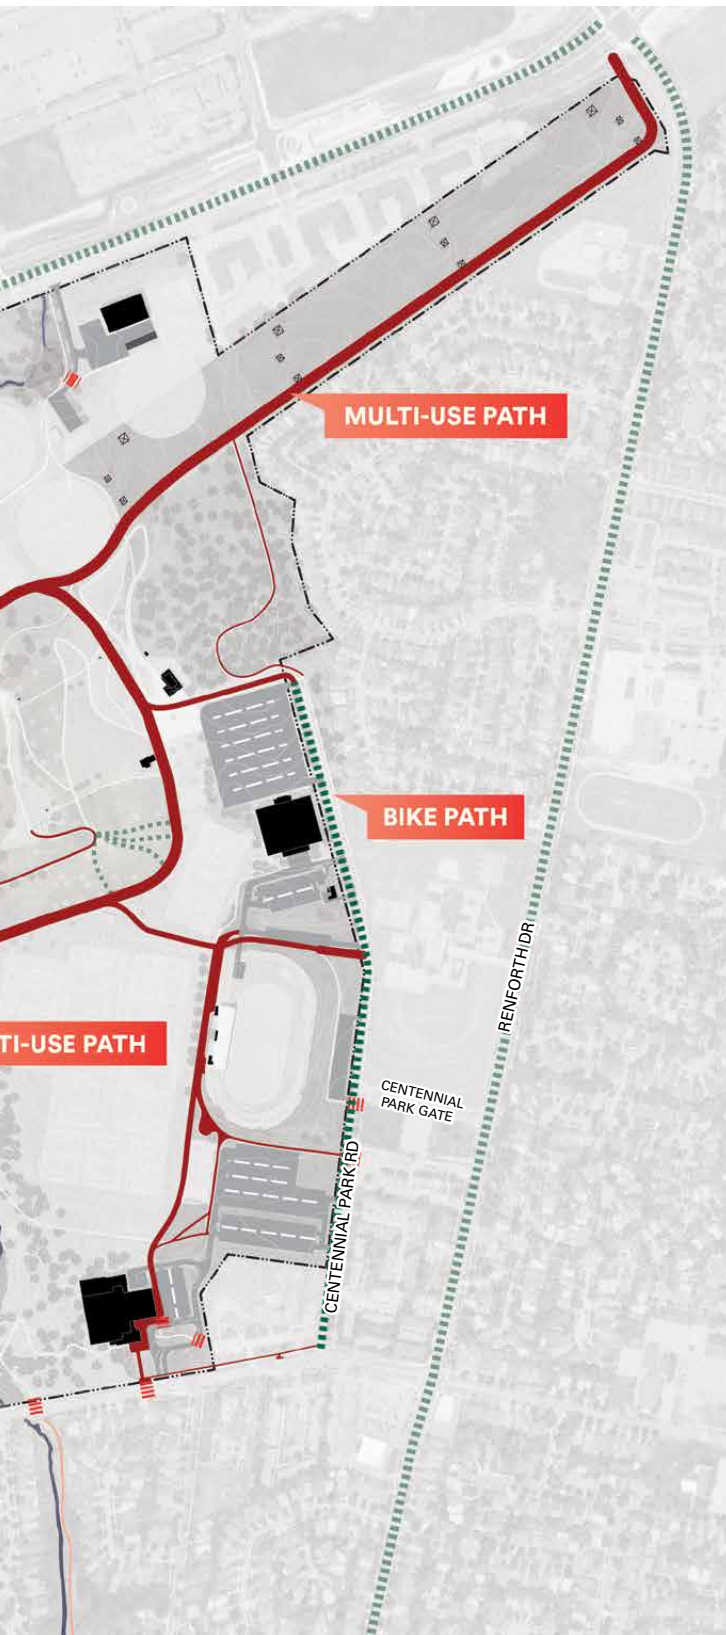 MULTI-USE PATH
BIKE PATH
RENFORTH DR
TI-USE PATH
CENTENNIAL
PARK GATE
CENTENNIAL PARK RD